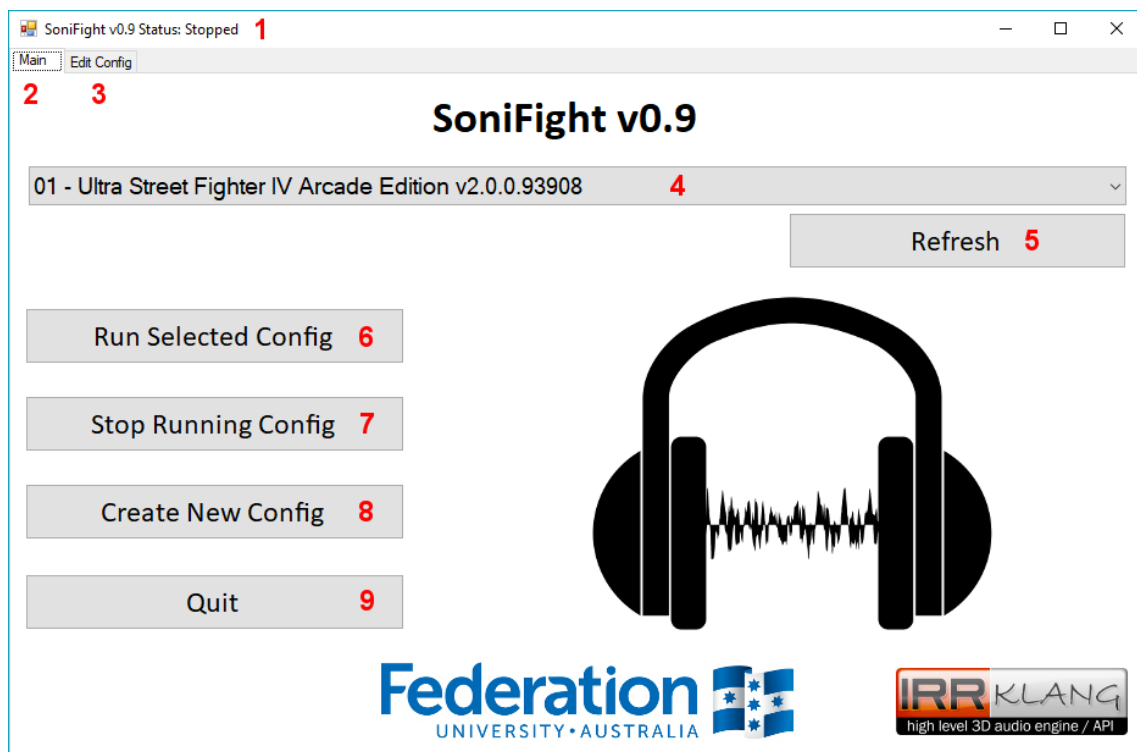 SoniFight v0.9 Status: Stopped 1
Main Edit Config
2 3
SoniFight v0.9
01 - Ultra Street Fighter IV Arcade Edition v2.0.0.93908 4
Refresh 5
Run Selected Config 6
Stop Running Config 7
Create New Config 8
Quit 9
Federation
UNIVERSITY•AUSTRALIA
IRRKLANG
high level 3D audio engine / API